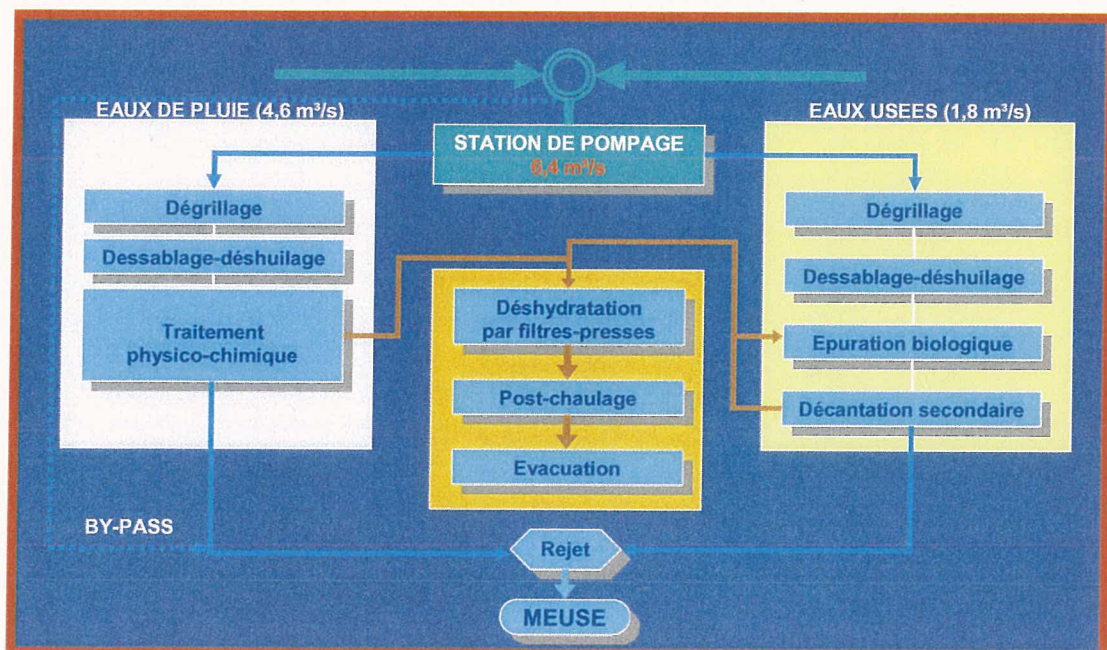 EAUX DE PLUIE (4,6 m³/s)
EAUX USEES (1,8 m³/s)
STATION DE POMPAGE
6,4 m³/s
Dégrillage
Dessablage-déshuilage
Traitement
physico-chimique
Déshydratation
par filtres-presses
Post-chaulage
Evacuation
Dégrillage
Dessablage-déshuilage
Epuration biologique
Décantation secondaire
BY-PASS
Rejet
MEUSE